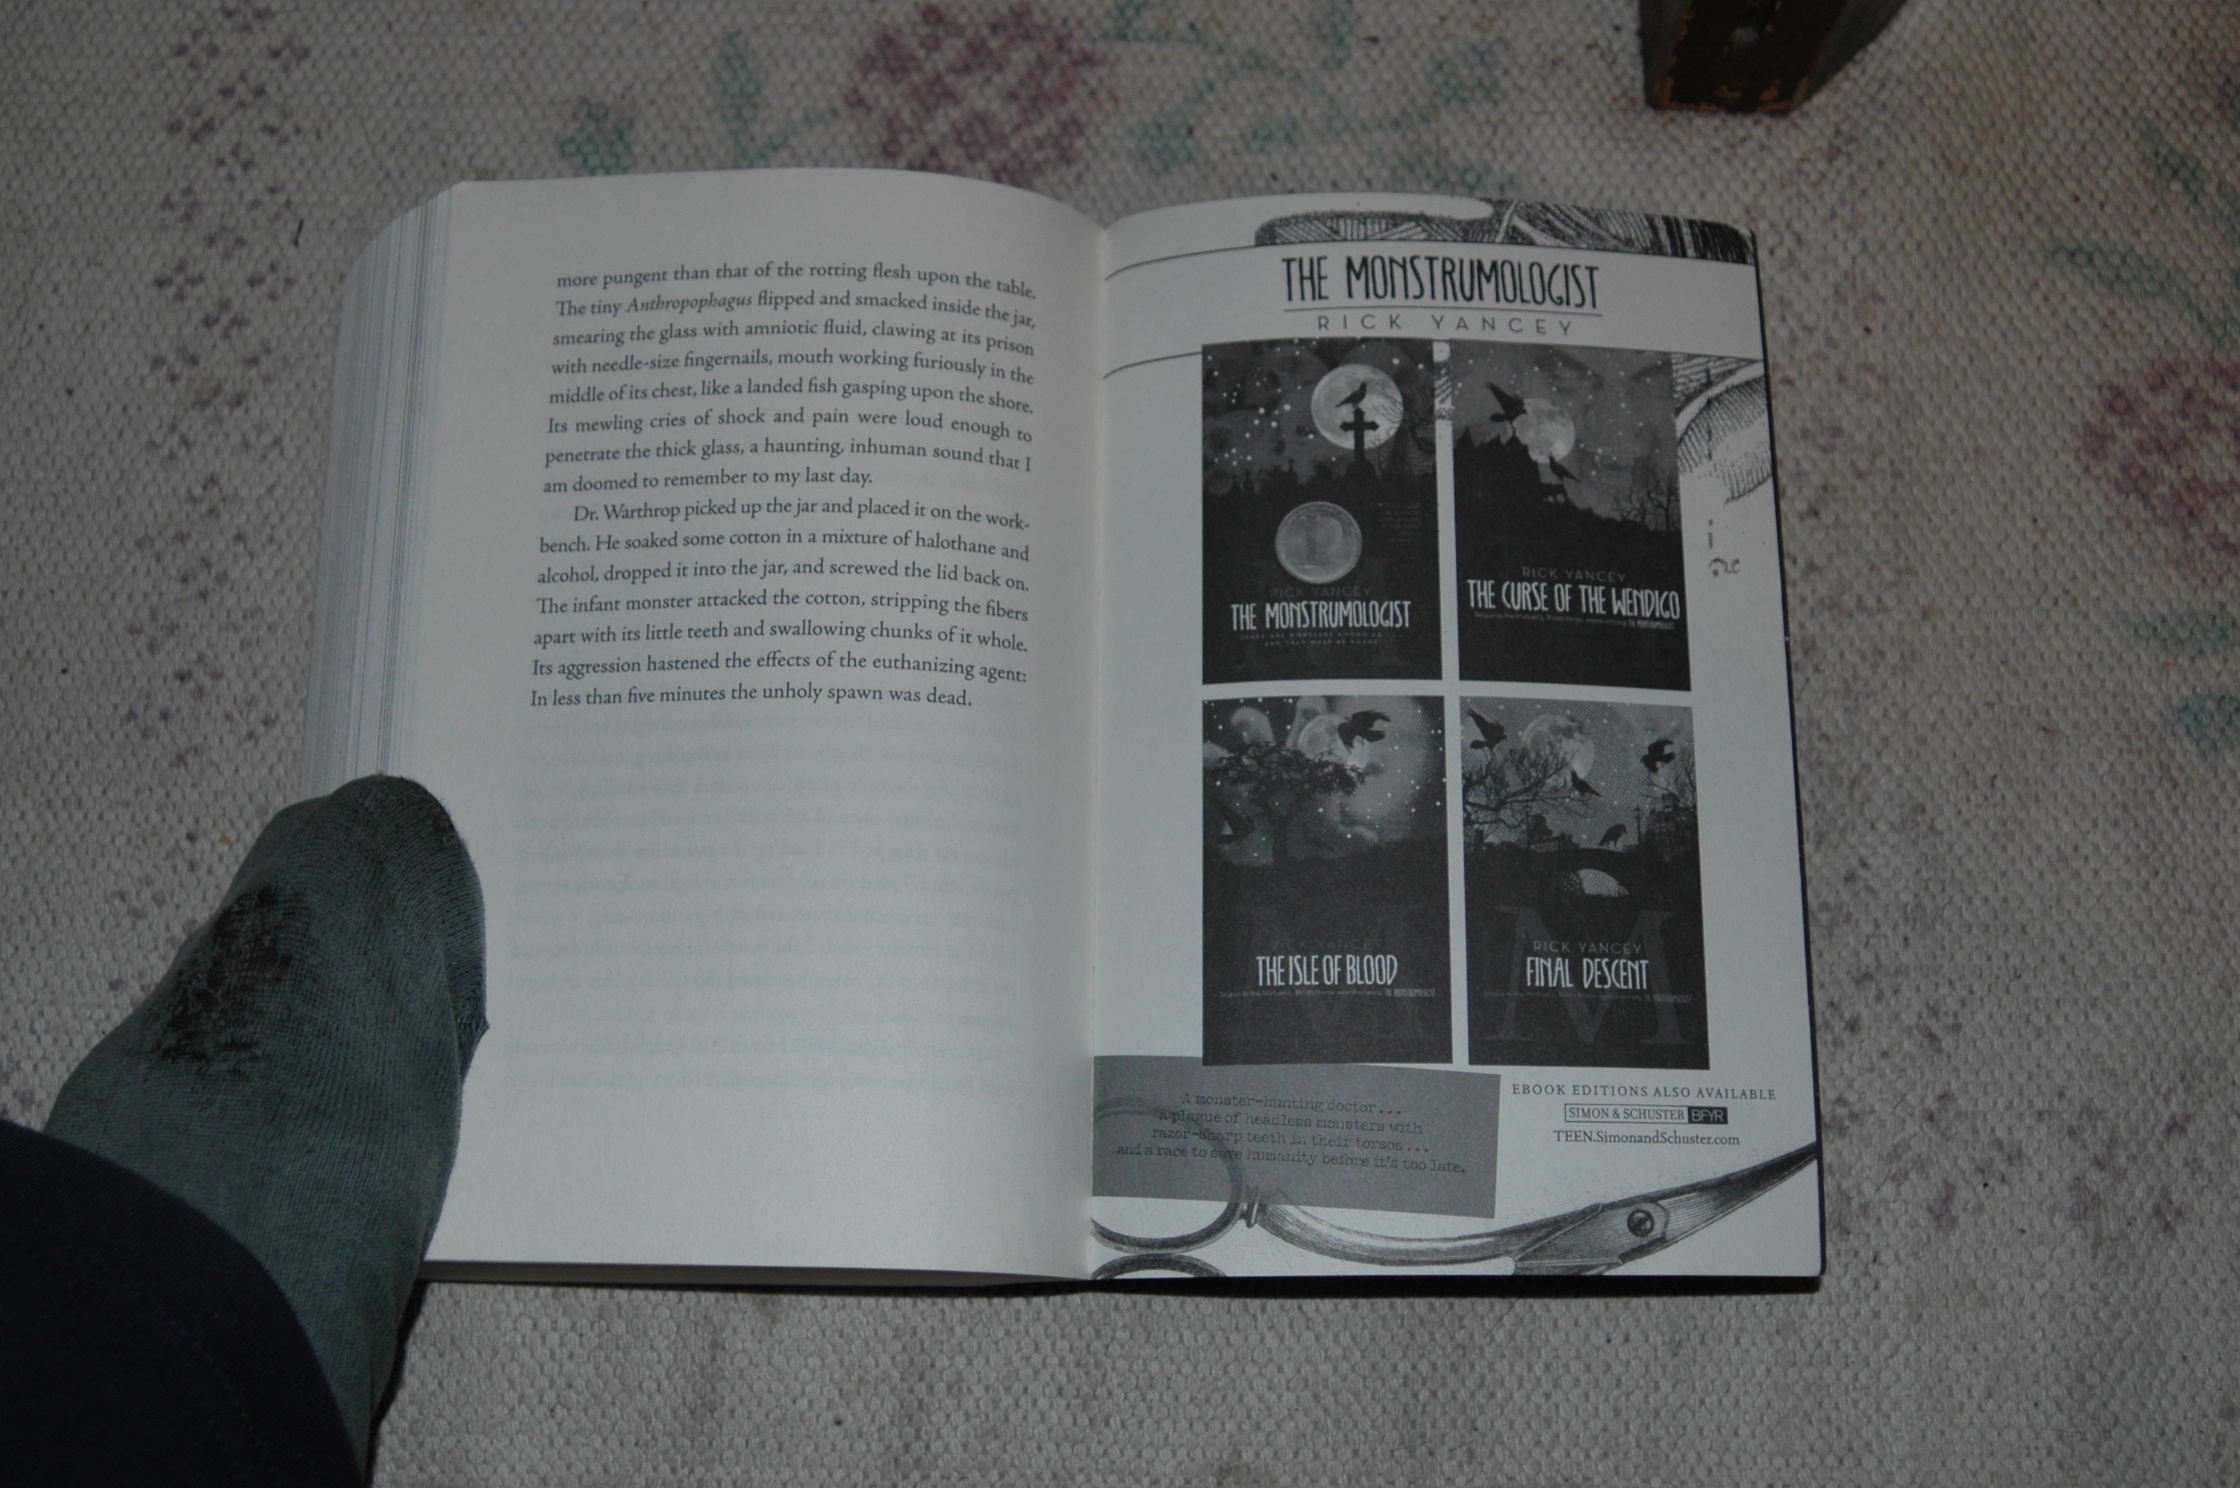 more pungent than that of the rotting flesh upon the table.
The tiny Anthropophagus flipped and smacked inside the jar,
smearing the glass with amniotic fluid, clawing at its prison
with needle-size fingernails, mouth working furiously in the
middle of its chest, like a landed fish gasping upon the shore.
Its mewling cries of shock and pain were loud enough to
penetrate the thick glass, a haunting, inhuman sound that I
am doomed to remember to my last day.
Dr. Warthrop picked up the jar and placed it on the work-
bench. He soaked some cotton in a mixture of halothane and
alcohol, dropped it into the jar, and screwed the lid back on.
The infant monster attacked the cotton, stripping the fibers
apart with its little teeth and swallowing chunks of it whole.
Its aggression hastened the effects of the euthanizing agent:
In less than five minutes the unholy spawn was dead.
THE MONSTRUMOLOGIST
RICK YANCEY
RICK YANCEY
THE MONSTRUMOLOGIST
RICK YANCEY
THE CURSE OF THE WENDIGO
THE ISLE OF BLOOD
RICK YANCEY
FINAL DESCENT
A monster-hunting doctor...
a plague of headless monsters with
razor-sharp teeth in their torsos...
and a race to save humanity before it's too late.
EBOOK EDITIONS ALSO AVAILABLE
SIMON & SCHUSTER BFYR
TEEN.SimonandSchuster.com